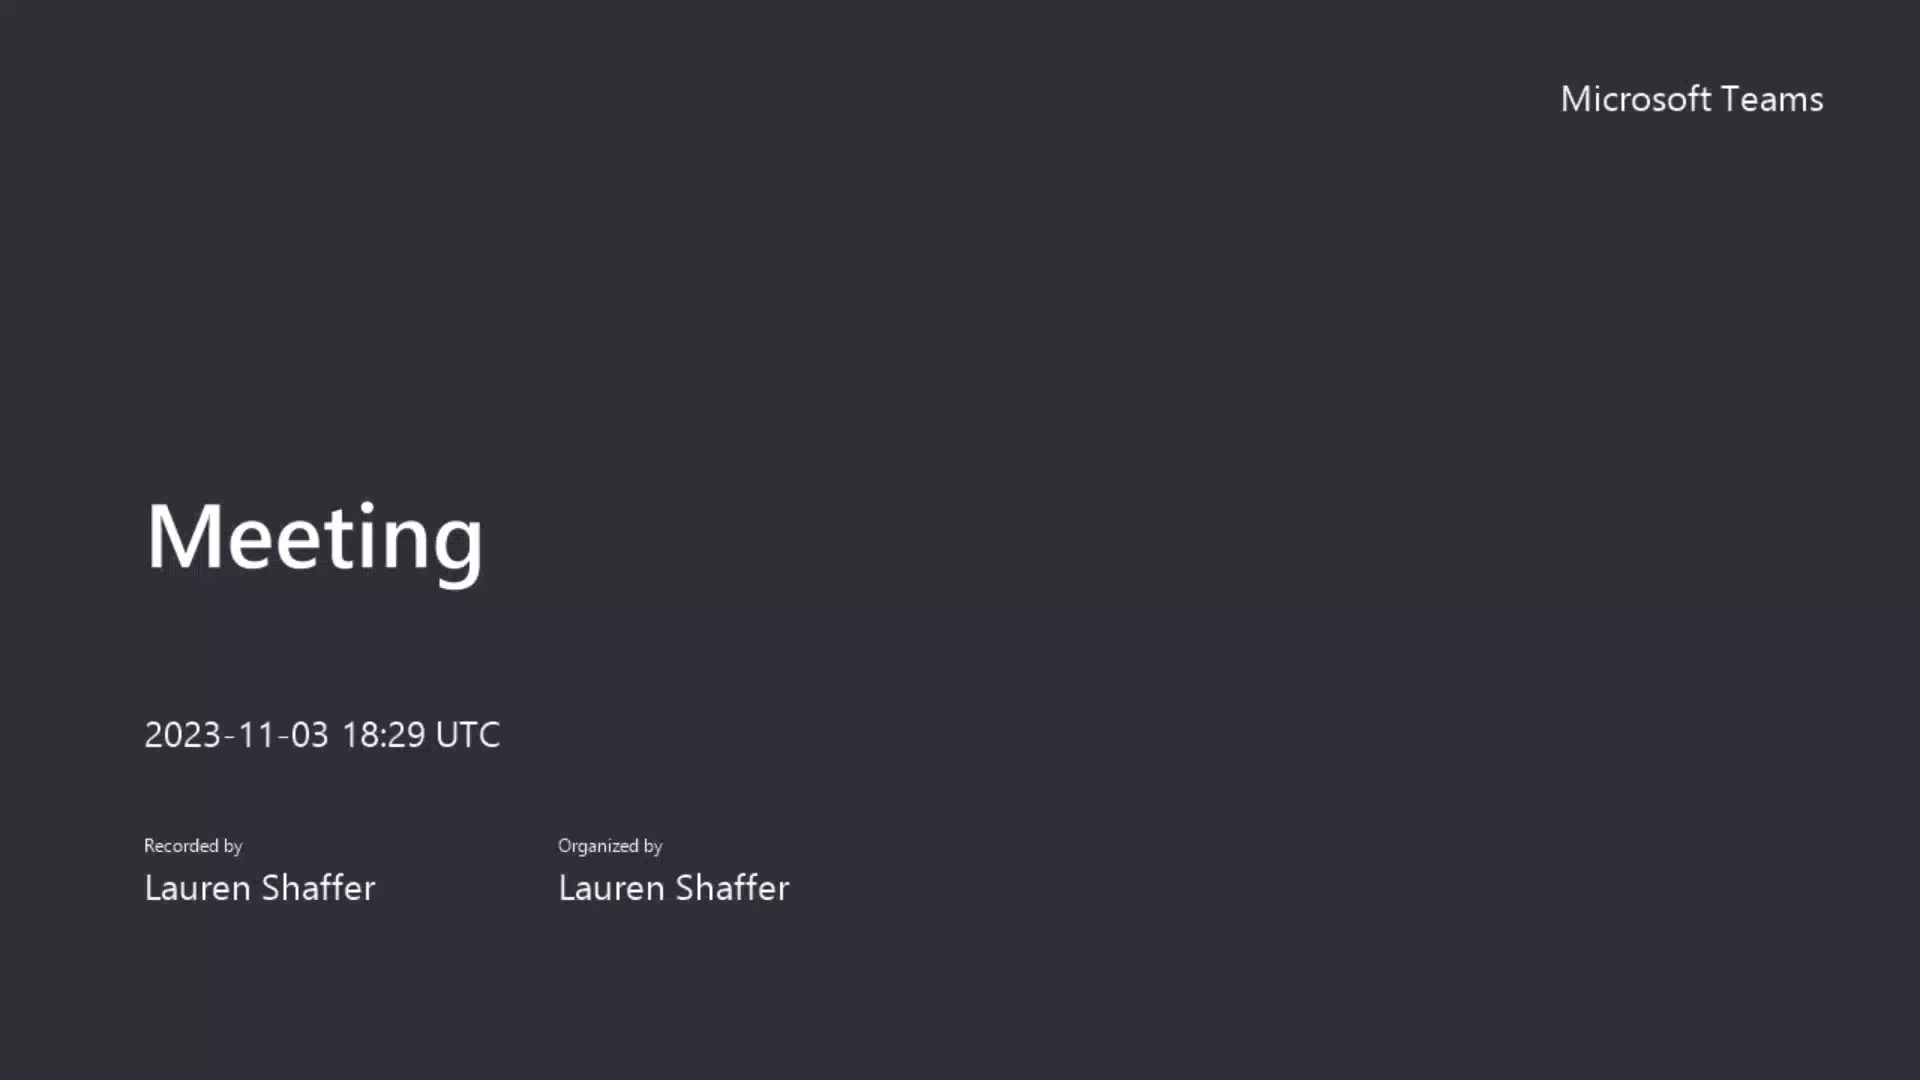 Microsoft Teams
Meeting
2023-11-03 18:29 UTC
Recorded by
Lauren Shaffer
Organized by
Lauren Shaffer